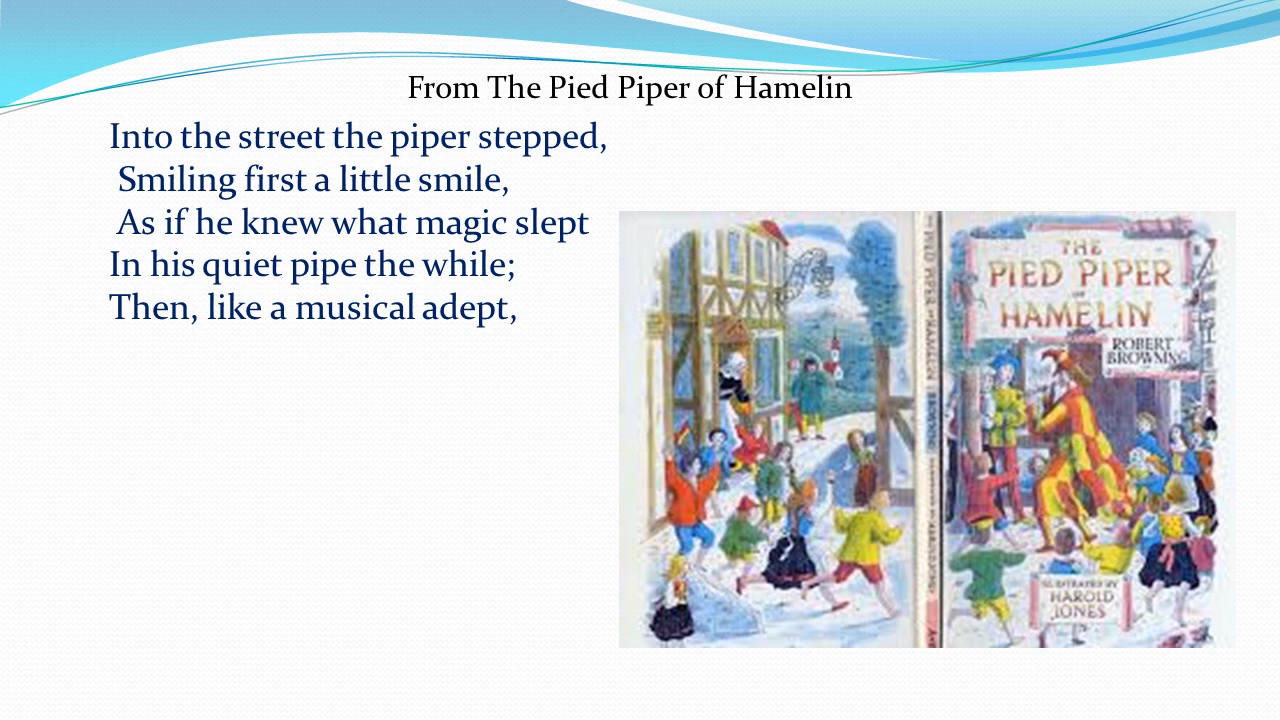 From The Pied Piper of Hamelin
Into the street the piper stepped,
Smiling first a little smile,
As if he knew what magic slept
In his quiet pipe the while;
Then, like a musical adept,
THE
PIED PIPER
HAMELIN
ROBERT
BROWNING
ILLUSTRATED BY
HAROLD
JONES